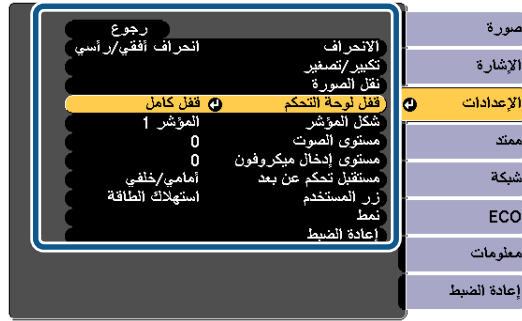 صورة
الإشارة
الإعدادات
ممتد
شبكة
ECO
معلومات
إعادة الضبط
رجوع
الانحراف انحراف أفقي/رأسي
تكبير/تصغير
نقل الصورة
قفل لوحة التحكم قفل كامل
شكل المؤشر المؤشر 1
مستوى الصوت 0
مستوى إدخال ميكروفون 0
مستقبل تحكم عن بعد أمامي/خلفي
زر المستخدم استهلاك الطاقة
نمط
إعادة الضبط